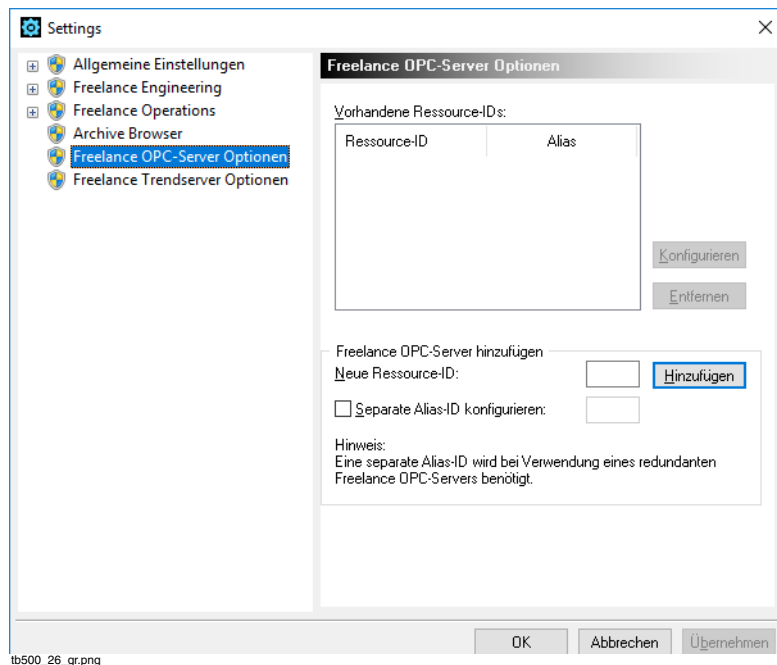 Settings
Allgemeine Einstellungen
Freelance Engineering
Freelance Operations
Archive Browser
Freelance OPC-Server Optionen
Freelance Trendserver Optionen
Freelance OPC-Server Optionen
Vorhandene Ressource-IDs:
Ressource-ID Alias
Konfigurieren
Entfernen
Freelance OPC-Server hinzufügen
Neue Ressource-ID:
Hinzufügen
Separate Alias-ID konfigurieren:
Hinweis:
Eine separate Alias-ID wird bei Verwendung eines redundanten
Freelance OPC-Servers benötigt.
OK Abbrechen Übernehmen
tb500_26_gr.png